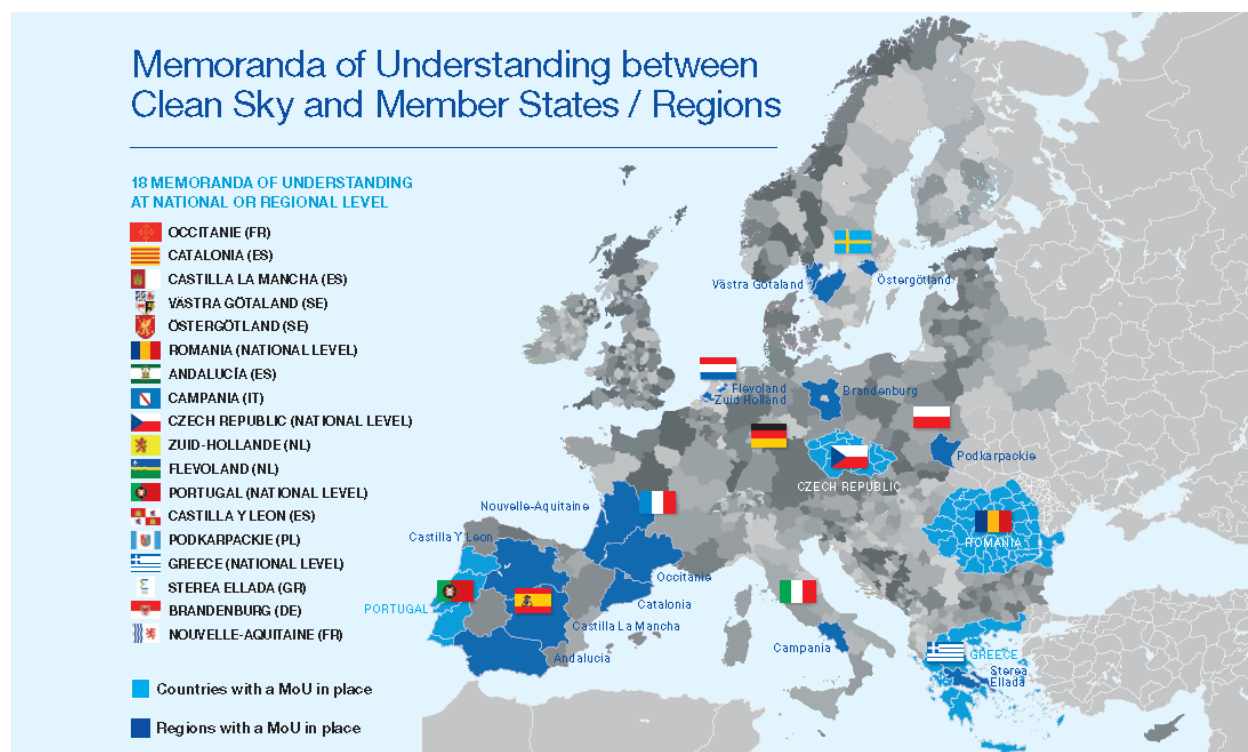 Memoranda of Understanding between
Clean Sky and Member States / Regions
18 MEMORANDA OF UNDERSTANDING
AT NATIONAL OR REGIONAL LEVEL
OCCITANIE (FR)
CATALONIA (ES)
CASTILLA LA MANCHA (ES)
VÄSTRA GÖTALAND (SE)
ÖSTERGÖTLAND (SE)
ROMANIA (NATIONAL LEVEL)
ANDALUCÍA (ES)
CAMPANIA (IT)
CZECH REPUBLIC (NATIONAL LEVEL)
ZUID-HOLLANDE (NL)
FLEVOLAND (NL)
PORTUGAL (NATIONAL LEVEL)
CASTILLA Y LEON (ES)
PODKARPACKIE (PL)
GREECE (NATIONAL LEVEL)
STEREA ELLADA (GR)
BRANDENBURG (DE)
NOUVELLE-AQUITAINE (FR)
Countries with a MoU in place
Regions with a MoU in place
Västra Götaland
Östergötland
Flevoland
Zuid Holland
Brandenburg
Podkarpackie
CZECH REPUBLIC
Nouvelle-Aquitaine
ROMANIA
Castilla Y Leon
Occitanie
Catalonia
PORTUGAL
Castilla La Mancha
Andalucia
Campania
GREECE
Sterea
Ellada